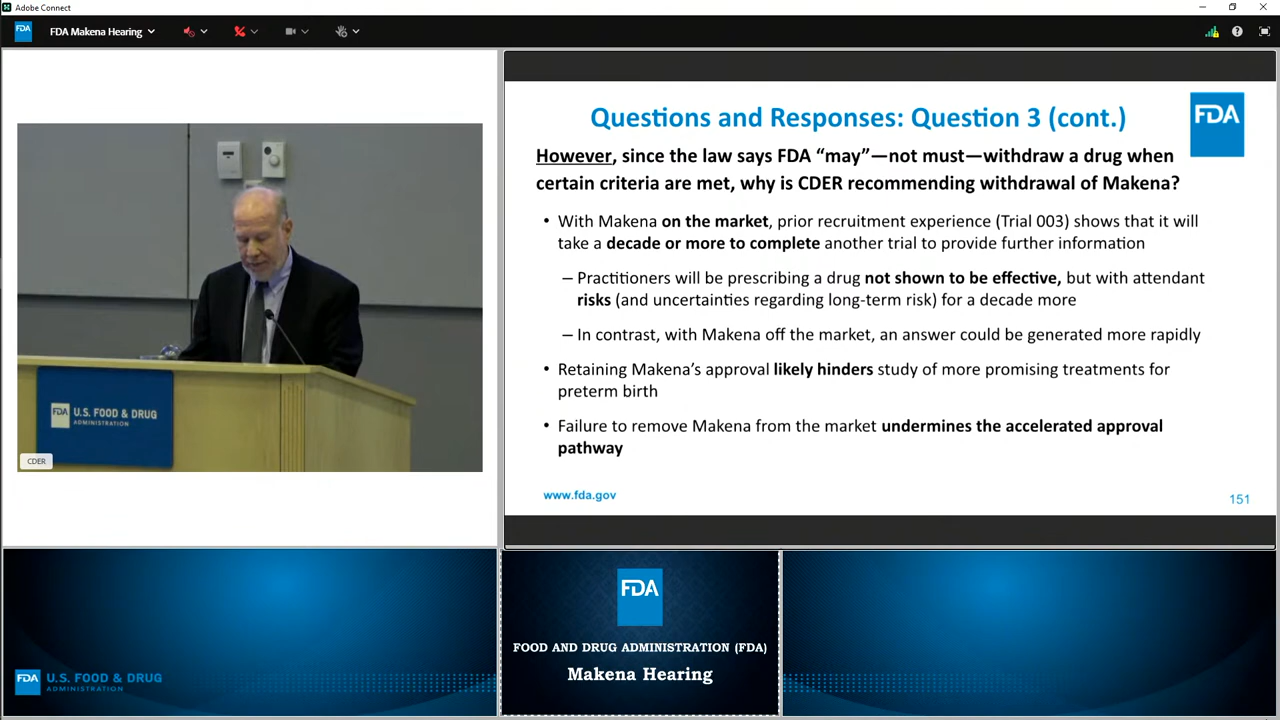 Adobe Connect
FDA
FDA Makena Hearing
FDA U.S. FOOD & DRUG
ADMINISTRATION
CDER
Questions and Responses: Question 3 (cont.)
FDA
However, since the law says FDA “may”—not must—withdraw a drug when
certain criteria are met, why is CDER recommending withdrawal of Makena?
• With Makena on the market, prior recruitment experience (Trial 003) shows that it will
take a decade or more to complete another trial to provide further information
– Practitioners will be prescribing a drug not shown to be effective, but with attendant
risks (and uncertainties regarding long-term risk) for a decade more
– In contrast, with Makena off the market, an answer could be generated more rapidly
• Retaining Makena’s approval likely hinders study of more promising treatments for
preterm birth
• Failure to remove Makena from the market undermines the accelerated approval
pathway
www.fda.gov
151
FDA U.S. FOOD & DRUG
ADMINISTRATION
FDA
FOOD AND DRUG ADMINISTRATION (FDA)
Makena Hearing